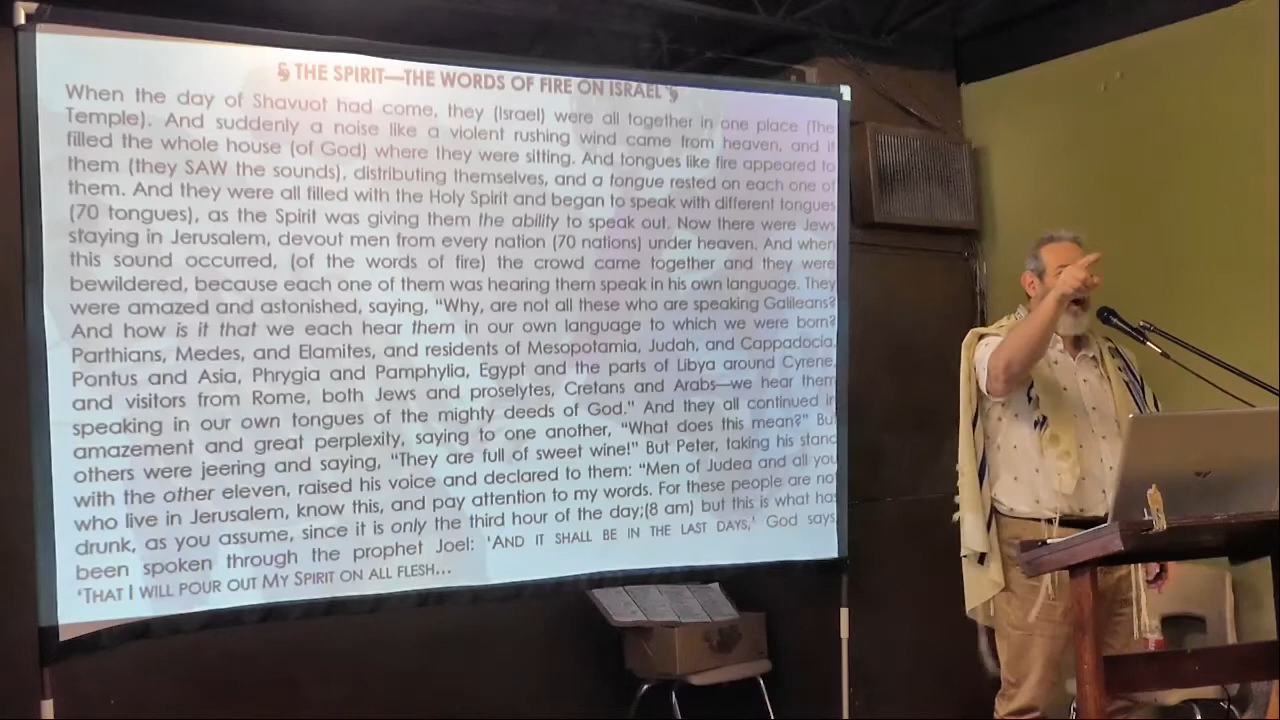 THE SPIRIT—THE WORDS OF FIRE ON ISRAEL
When the day of Shavuot had come, they (Israel) were all together in one place (The
Temple). And suddenly a noise like a violent rushing wind came from heaven, and it
filled the whole house (of God) where they were sitting. And tongues like fire appeared to
them (they SAW the sounds), distributing themselves, and a tongue rested on each one of
them. And they were all filled with the Holy Spirit and began to speak with different tongues
(70 tongues), as the Spirit was giving them the ability to speak out. Now there were Jews
staying in Jerusalem, devout men from every nation (70 nations) under heaven. And when
this sound occurred, (of the words of fire) the crowd came together and they were
bewildered, because each one of them was hearing them speak in his own language. They
were amazed and astonished, saying, “Why, are not all these who are speaking Galileans?
And how is it that we each hear them in our own language to which we were born?
Parthians, Medes, and Elamites, and residents of Mesopotamia, Judah, and Cappadocia,
Pontus and Asia, Phrygia and Pamphylia, Egypt and the parts of Libya around Cyrene,
and visitors from Rome, both Jews and proselytes, Cretans and Arabs—we hear them
speaking in our own tongues of the mighty deeds of God.” And they all continued in
amazement and great perplexity, saying to one another, “What does this mean?” But
others were jeering and saying, “They are full of sweet wine!” But Peter, taking his stand
with the other eleven, raised his voice and declared to them: “Men of Judea and all you
who live in Jerusalem, know this, and pay attention to my words. For these people are not
drunk, as you assume, since it is only the third hour of the day;(8 am) but this is what has
been spoken through the prophet Joel: ‘AND IT SHALL BE IN THE LAST DAYS,’ God says,
‘THAT I WILL POUR OUT MY SPIRIT ON ALL FLESH…